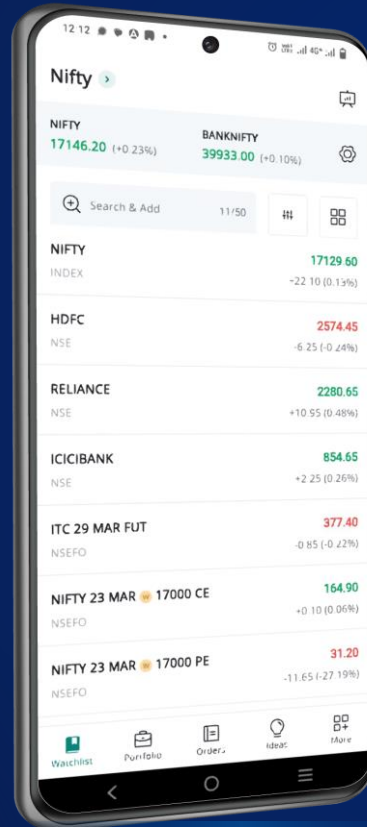 12 12
4G+
Nifty >
NIFTY
17146.20 (+0 23%)
BANKNIFTY
39933.00 (+0.10%)
Search & Add 11/50
NIFTY 17129.60
INDEX +22 10 (0.13%)
HDFC 2574.45
NSE -6 25 (-0 24%)
RELIANCE 2280.65
NSE +10.95 (0.48%)
ICICIBANK 854.65
NSE +2 25 (0.26%)
ITC 29 MAR FUT 377.40
NSEFO -0 85 (-0 22%)
NIFTY 23 MAR W 17000 CE 164.90
NSEFO +0 10 (0.06%)
NIFTY 23 MAR W 17000 PE 31.20
NSEFO -11.65 (-27 19%)
Watchlist Portfolio Orders Ideas More